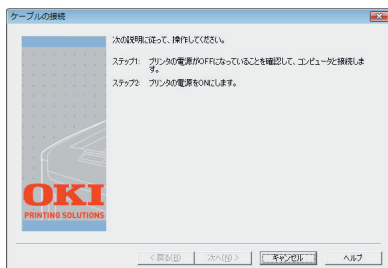 ケーブルの接続
次の説明に従って、操作してください。
ステップ1: プリンタの電源がOFFになっていることを確認して、コンピュータと接続しま
す。
ステップ2: プリンタの電源をONにします。
OKI
PRINTING SOLUTIONS
< 戻る(B) 次へ(N) > キャンセル ヘルプ